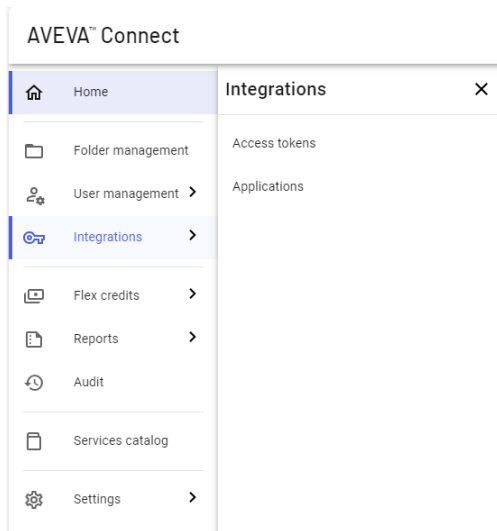 AVEVA™ Connect
Home
Folder management
User management
Integrations
Flex credits
Reports
Audit
Services catalog
Settings
Integrations
Access tokens
Applications